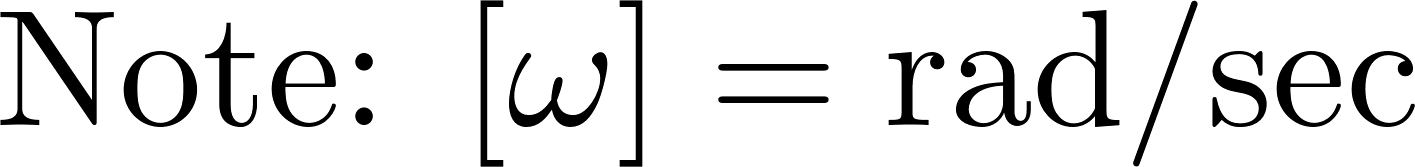 Note: [ω] = rad/sec